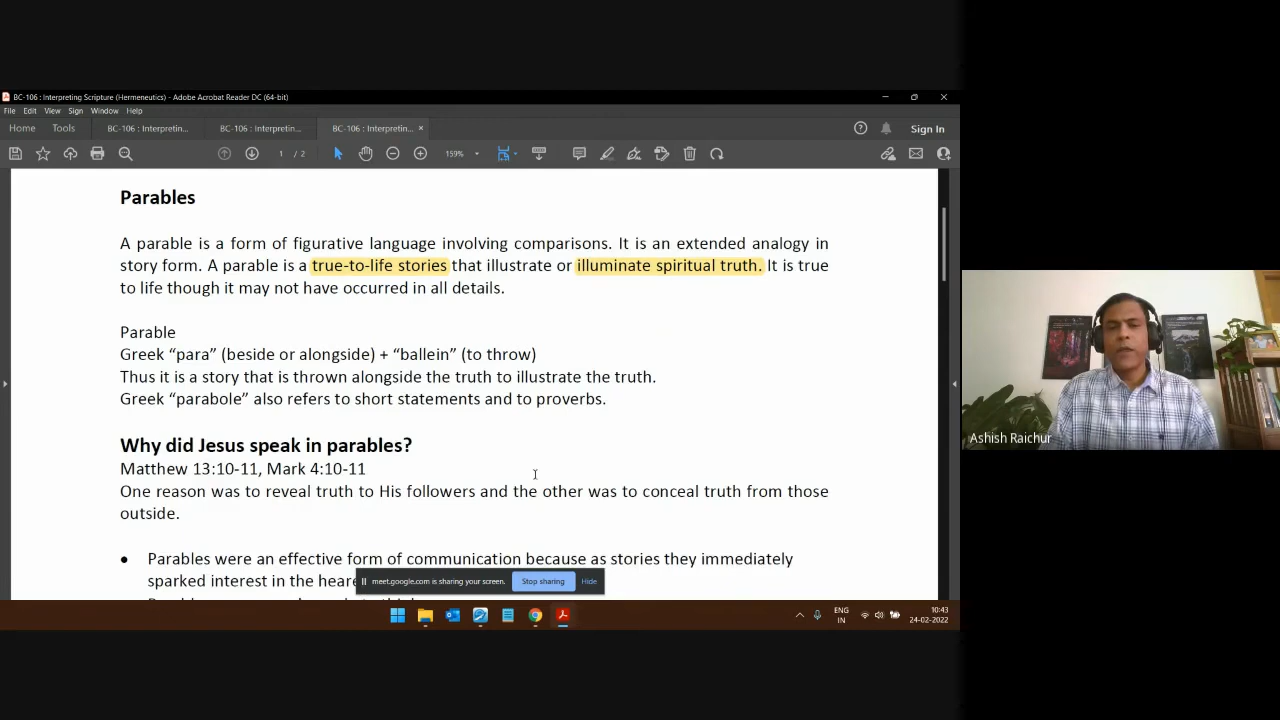 BC-106 : Interpreting Scripture (Hermeneutics) - Adobe Acrobat Reader DC (64-bit)
File Edit View Sign Window Help
Home Tools BC-106 : Interpretin... BC-106 : Interpretin... BC-106 : Interpretin... × Sign In
1 / 2 159%
Parables
A parable is a form of figurative language involving comparisons. It is an extended analogy in
story form. A parable is a true-to-life stories that illustrate or illuminate spiritual truth. It is true
to life though it may not have occurred in all details.
Parable
Greek “para” (beside or alongside) + “ballein” (to throw)
Thus it is a story that is thrown alongside the truth to illustrate the truth.
Greek “parabole” also refers to short statements and to proverbs.
Why did Jesus speak in parables?
Matthew 13:10-11, Mark 4:10-11
One reason was to reveal truth to His followers and the other was to conceal truth from those
outside.
• Parables were an effective form of communication because as stories they immediately
sparked interest in the heare
meet.google.com is sharing your screen. Stop sharing Hide
ENG
IN
10:43
24-02-2022
Ashish Raichur